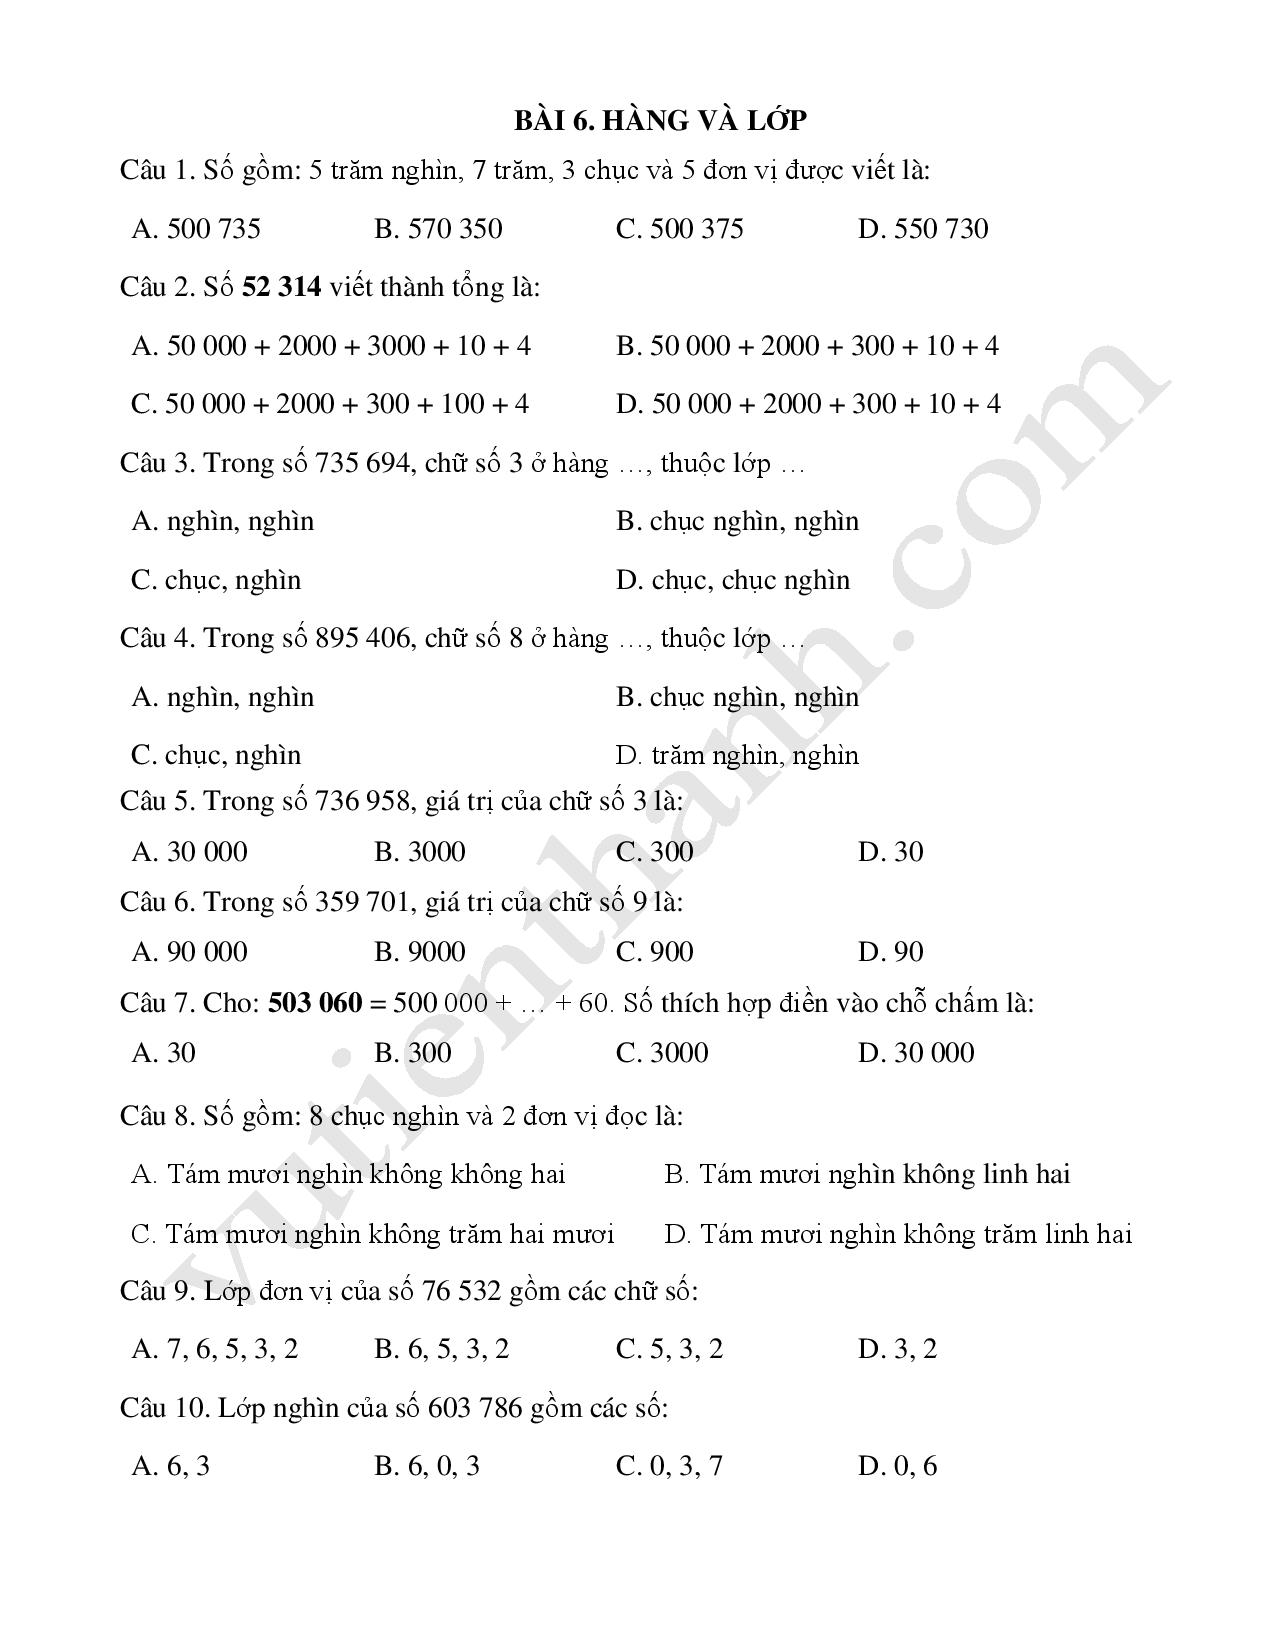 BÀI 6. HÀNG VÀ LỚP
Câu 1. Số gồm: 5 trăm nghìn, 7 trăm, 3 chục và 5 đơn vị được viết là:
A. 500 735 B. 570 350 C. 500 375 D. 550 730
Câu 2. Số 52 314 viết thành tổng là:
A. 50 000 + 2000 + 3000 + 10 + 4 B. 50 000 + 2000 + 300 + 10 + 4
C. 50 000 + 2000 + 300 + 100 + 4 D. 50 000 + 2000 + 300 + 10 + 4
Câu 3. Trong số 735 694, chữ số 3 ở hàng …, thuộc lớp …
A. nghìn, nghìn B. chục nghìn, nghìn
C. chục, nghìn D. chục, chục nghìn
Câu 4. Trong số 895 406, chữ số 8 ở hàng …, thuộc lớp …
A. nghìn, nghìn B. chục nghìn, nghìn
C. chục, nghìn D. trăm nghìn, nghìn
Câu 5. Trong số 736 958, giá trị của chữ số 3 là:
A. 30 000 B. 3000 C. 300 D. 30
Câu 6. Trong số 359 701, giá trị của chữ số 9 là:
A. 90 000 B. 9000 C. 900 D. 90
Câu 7. Cho: 503 060 = 500 000 + … + 60. Số thích hợp điền vào chỗ chấm là:
A. 30 B. 300 C. 3000 D. 30 000
Câu 8. Số gồm: 8 chục nghìn và 2 đơn vị đọc là:
A. Tám mươi nghìn không không hai B. Tám mươi nghìn không linh hai
C. Tám mươi nghìn không trăm hai mươi D. Tám mươi nghìn không trăm linh hai
Câu 9. Lớp đơn vị của số 76 532 gồm các chữ số:
A. 7, 6, 5, 3, 2 B. 6, 5, 3, 2 C. 5, 3, 2 D. 3, 2
Câu 10. Lớp nghìn của số 603 786 gồm các số:
A. 6, 3 B. 6, 0, 3 C. 0, 3, 7 D. 0, 6
vutienthanh.com